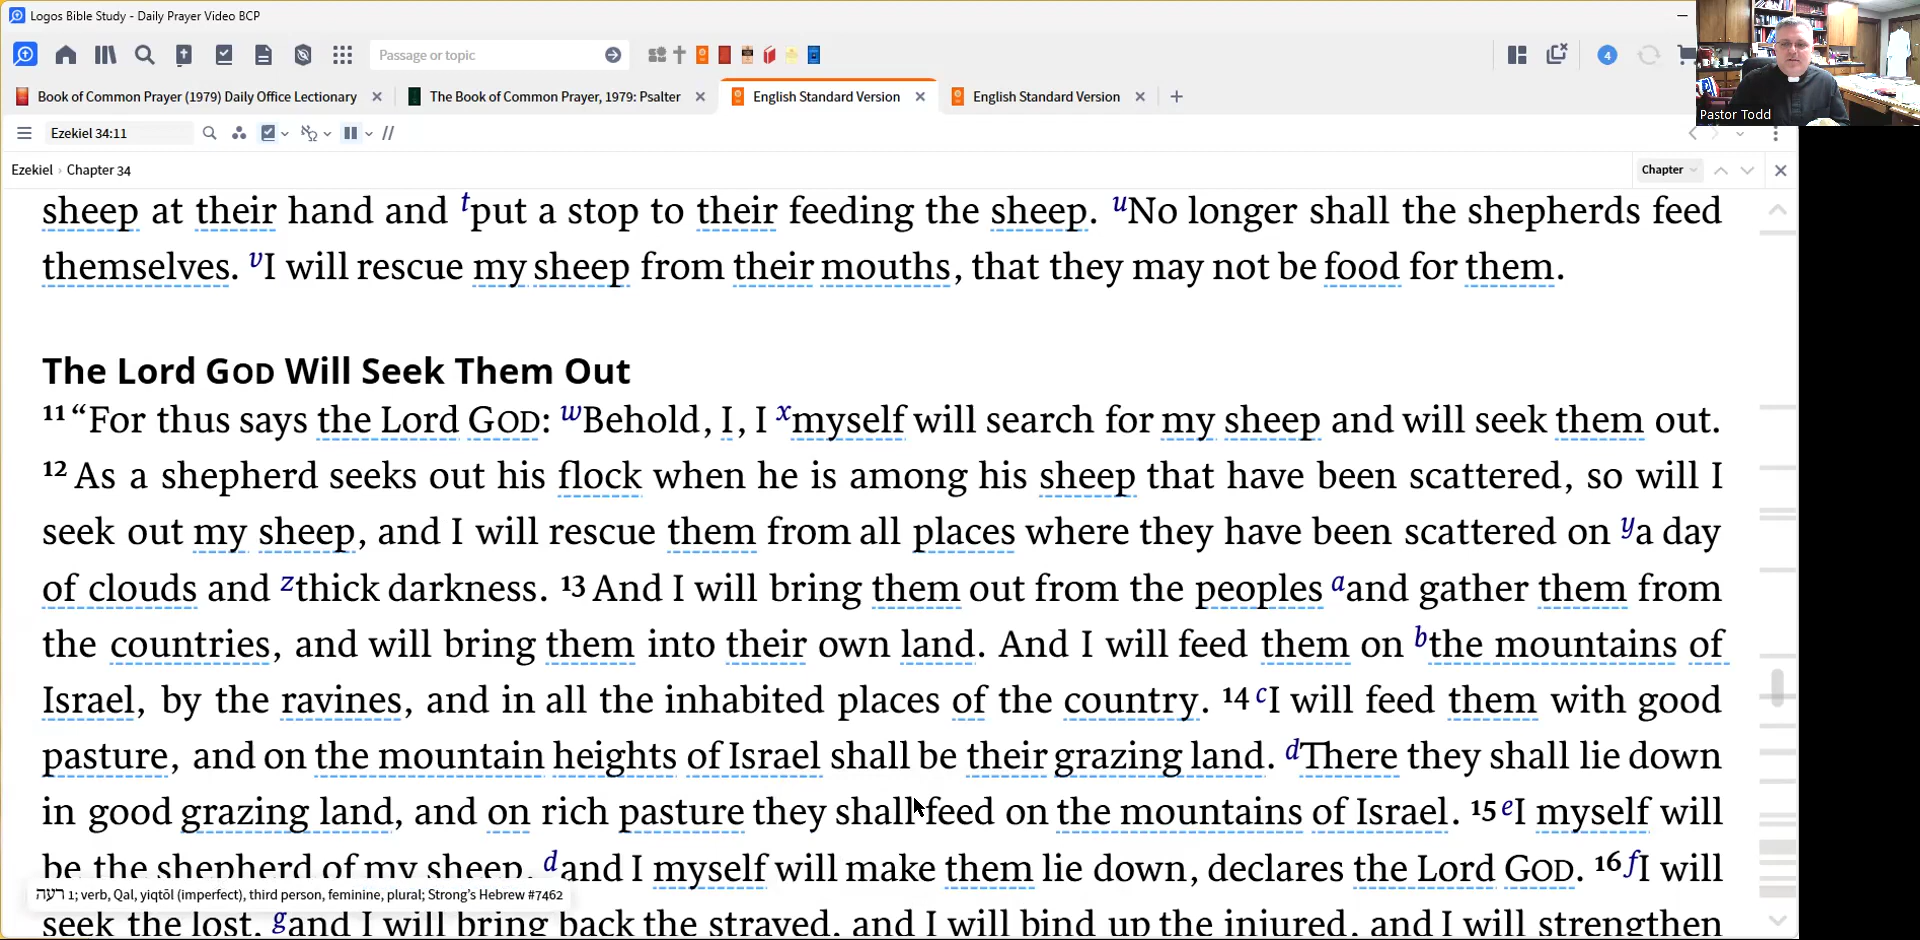 Logos Bible Study - Daily Prayer Video BCP
Passage or topic
4
Book of Common Prayer (1979) Daily Office Lectionary
The Book of Common Prayer, 1979: Psalter
English Standard Version
English Standard Version
Pastor Todd
Ezekiel 34:11
Ezekiel › Chapter 34
Chapter
sheep at their hand and tput a stop to their feeding the sheep. uNo longer shall the shepherds feed
themselves. vI will rescue my sheep from their mouths, that they may not be food for them.
The Lord GOD Will Seek Them Out
11 “For thus says the Lord GOD: wBehold, I, I xmyself will search for my sheep and will seek them out.
12 As a shepherd seeks out his flock when he is among his sheep that have been scattered, so will I
seek out my sheep, and I will rescue them from all places where they have been scattered on ya day
of clouds and zthick darkness. 13 And I will bring them out from the peoples aand gather them from
the countries, and will bring them into their own land. And I will feed them on bthe mountains of
Israel, by the ravines, and in all the inhabited places of the country. 14 cI will feed them with good
pasture, and on the mountain heights of Israel shall be their grazing land. dThere they shall lie down
in good grazing land, and on rich pasture they shall feed on the mountains of Israel. 15 eI myself will
be the shepherd of my sheep, dand I myself will make them lie down, declares the Lord GOD. 16 fI will
רעה 1; verb, Qal, yiqtōl (imperfect), third person, feminine, plural; Strong’s Hebrew #7462
seek the lost, gand I will bring back the strayed, and I will bind up the injured, and I will strengthen